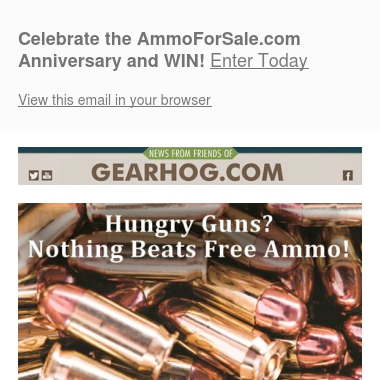 Celebrate the AmmoForSale.com
Anniversary and WIN! Enter Today
View this email in your browser
NEWS FROM FRIENDS OF
GEARHOG.COM
Hungry Guns?
Nothing Beats Free Ammo!